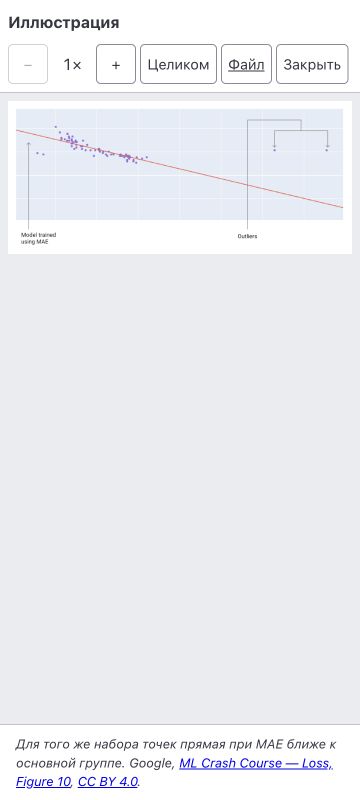 Иллюстрация
− 1× + Целиком Файл Закрыть
Model trained
using MAE
Outliers
Для того же набора точек прямая при MAE ближе к
основной группе. Google, ML Crash Course — Loss,
Figure 10, CC BY 4.0.